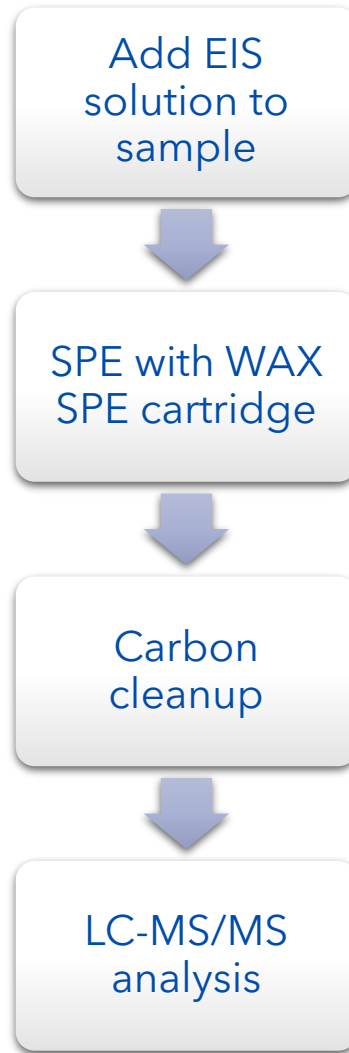 Add EIS
solution to
sample
SPE with WAX
SPE cartridge
Carbon
cleanup
LC-MS/MS
analysis